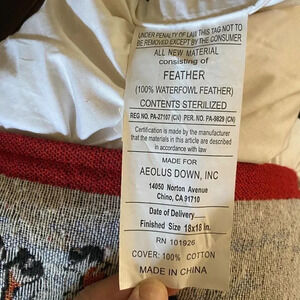 UNDER PENALTY OF LAW THIS TAG NOT TO
BE REMOVED EXCEPT BY THE CONSUMER
ALL NEW MATERIAL
consisting of
FEATHER
(100% WATERFOWL FEATHER)
CONTENTS STERILIZED
REG NO. PA-27107 (CN) PER. NO. PA-5829 (CN)
Certification is made by the manufacturer
that the materials in this article are described
in accordance with law
MADE FOR
AEOLUS DOWN, INC
14050 Norton Avenue
Chino, CA 91710
Date of Delivery
Finished Size 18x18 in.
RN 101926
COVER: 100% COTTON
MADE IN CHINA